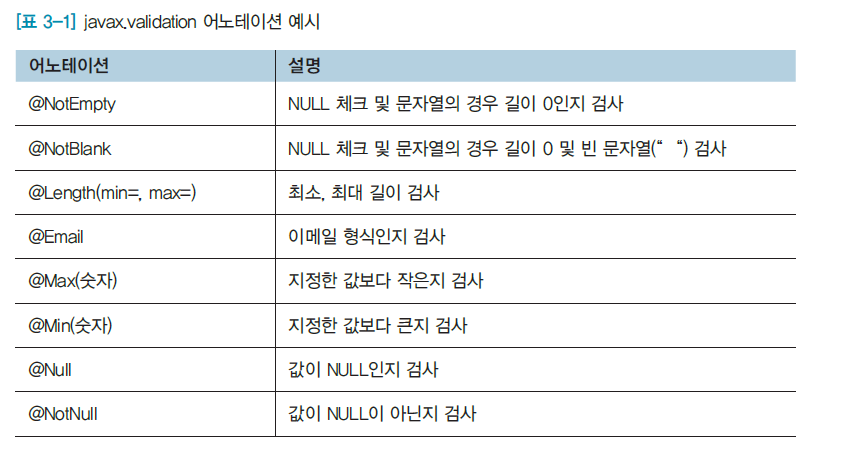 [표 3-1] javax.validation 어노테이션 예시
어노테이션 설명
@NotEmpty NULL 체크 및 문자열의 경우 길이 0인지 검사
@NotBlank NULL 체크 및 문자열의 경우 길이 0 및 빈 문자열(“ “) 검사
@Length(min=, max=) 최소, 최대 길이 검사
@Email 이메일 형식인지 검사
@Max(숫자) 지정한 값보다 작은지 검사
@Min(숫자) 지정한 값보다 큰지 검사
@Null 값이 NULL인지 검사
@NotNull 값이 NULL이 아닌지 검사